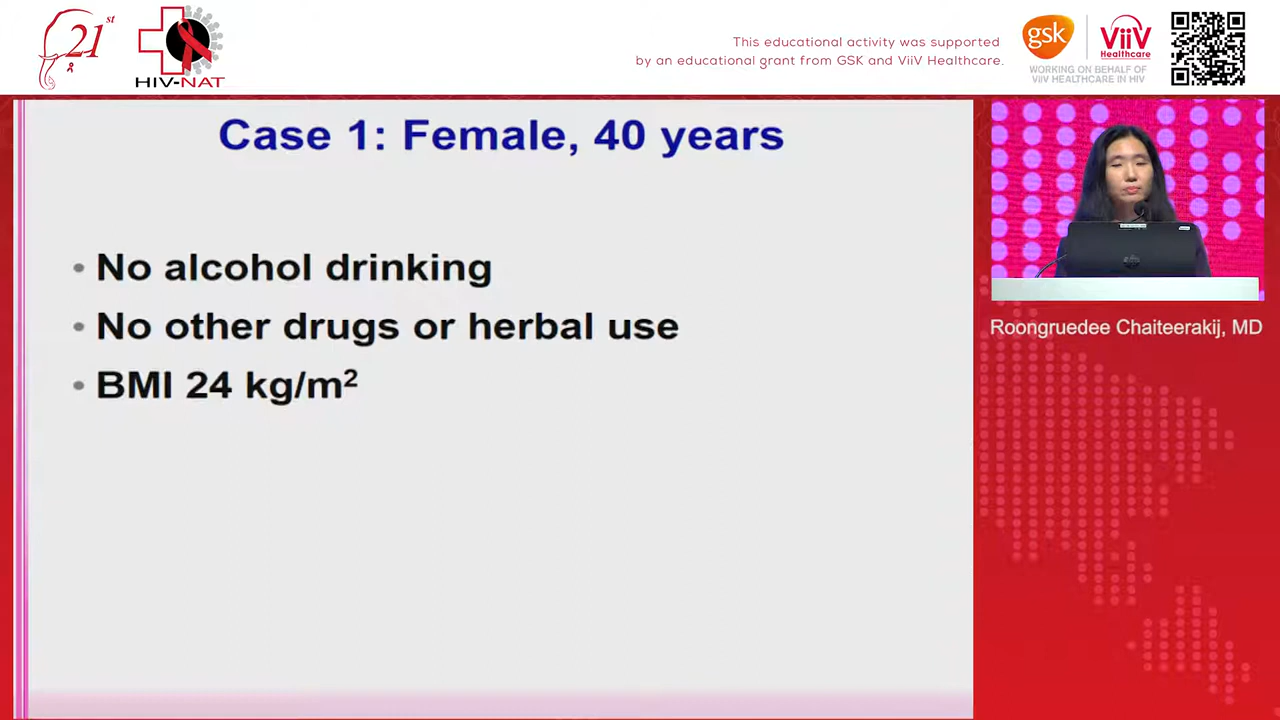 21st
HIV-NAT
This educational activity was supported
by an educational grant from GSK and ViiV Healthcare.
gsk
ViiV
Healthcare
WORKING ON BEHALF OF
ViiV HEALTHCARE IN HIV
Case 1: Female, 40 years
• No alcohol drinking
• No other drugs or herbal use
• BMI 24 kg/m²
Roongruedee Chaiteerakij, MD